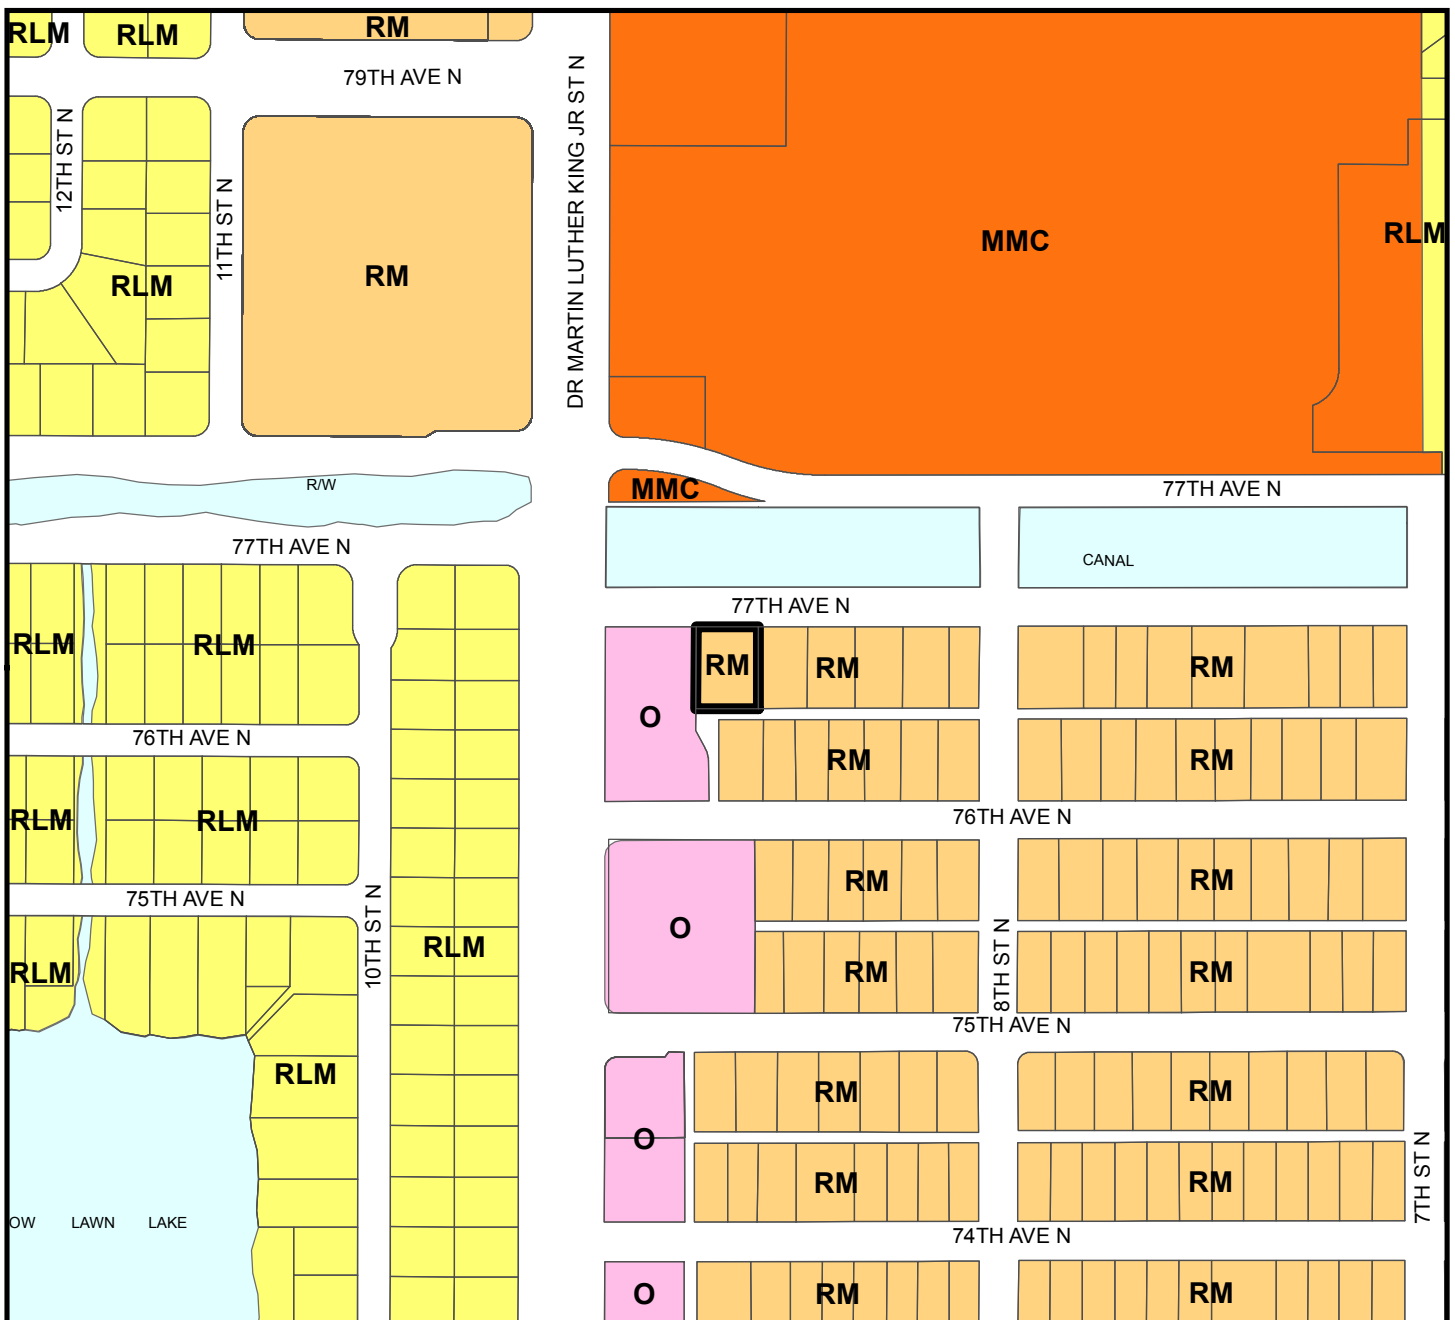 RLM
RLM
RM
79TH AVE N
12TH ST N
11TH ST N
DR MARTIN LUTHER KING JR ST N
RM
MMC
RLM
RLM
R/W
MMC
77TH AVE N
77TH AVE N
CANAL
77TH AVE N
RLM
RLM
O
RM
RM
RM
76TH AVE N
RM
RM
RLM
RLM
76TH AVE N
75TH AVE N
10TH ST N
RLM
O
RM
RM
RM
RM
8TH ST N
RLM
75TH AVE N
RLM
O
RM
RM
RM
RM
7TH ST N
OW LAWN LAKE
74TH AVE N
O
RM
RM